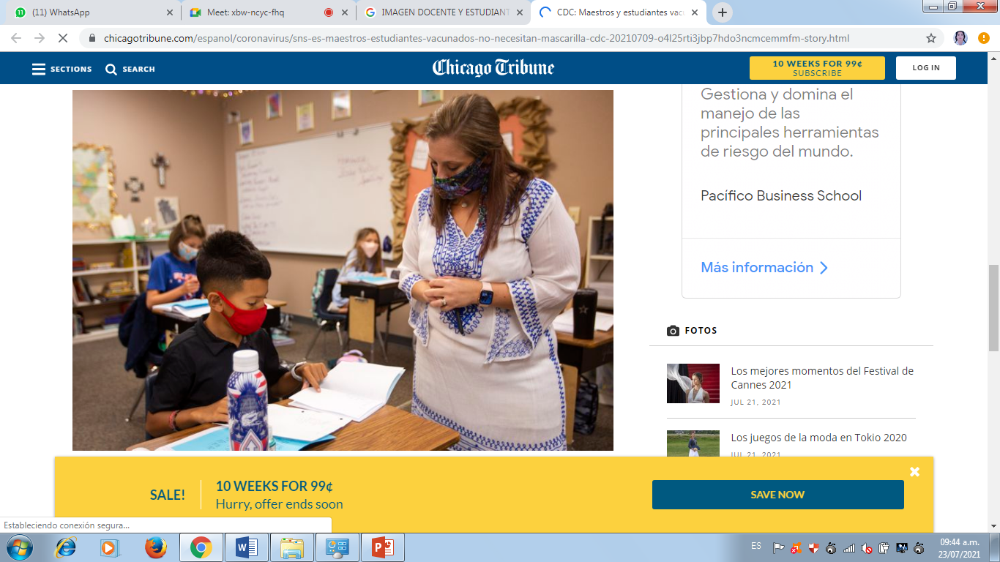 (11) WhatsApp
Meet: xbw-ncyc-fhq
IMAGEN DOCENTE Y ESTUDIANT
CDC: Maestros y estudiantes vac
chicagotribune.com/espanol/coronavirus/sns-es-maestros-estudiantes-vacunados-no-necesitan-mascarilla-cdc-20210709-o4l25rti3jbp7hdo3ncmcemmfm-story.html
SECTIONS
SEARCH
Chicago Tribune
10 WEEKS FOR 99¢
SUBSCRIBE
LOG IN
Gestiona y domina el
manejo de las
principales herramientas
de riesgo del mundo.
Pacífico Business School
Más información
FOTOS
Los mejores momentos del Festival de
Cannes 2021
JUL 21, 2021
Los juegos de la moda en Tokio 2020
JUL 21, 2021
SALE!
10 WEEKS FOR 99¢
Hurry, offer ends soon
SAVE NOW
Estableciendo conexión segura...
ES
09:44 a.m.
23/07/2021